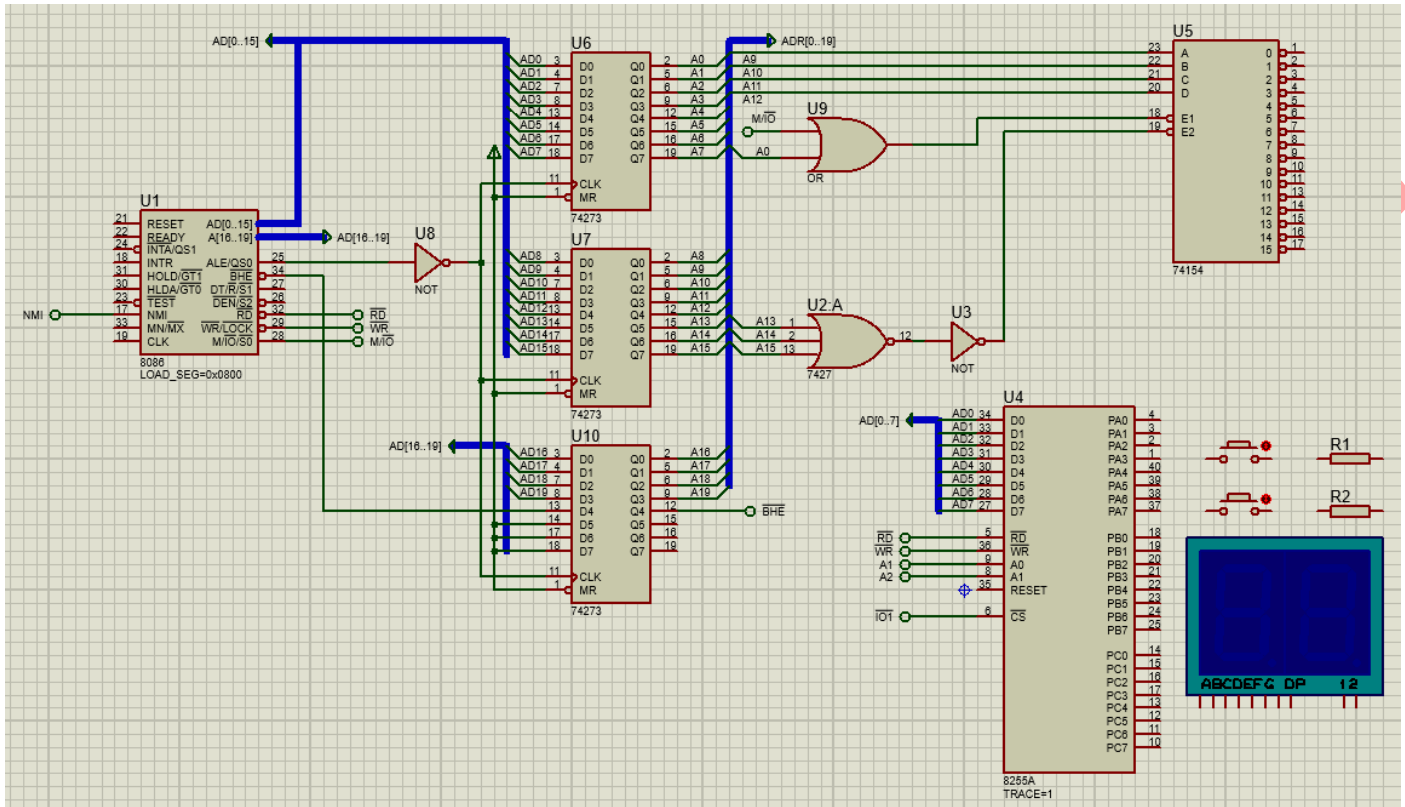 AD[0..15]
U6
AD0 3 D0 Q0 2 A0
AD1 4 D1 Q1 5 A1
AD2 7 D2 Q2 6 A2
AD3 8 D3 Q3 9 A3
AD4 13 D4 Q4 12 A4
AD5 14 D5 Q5 15 A5
AD6 17 D6 Q6 16 A6
AD7 18 D7 Q7 19 A7
11 CLK
1 MR
74273
ADR[0..19]
A9
A10
A11
A12
M/IO
A0
U9
OR
U5
23 A 0 1
22 B 1 2
21 C 2 3
20 D 3 4
4 5
18 E1 5 6
19 E2 6 7
7 8
8 9
9 10
10 11
11 13
12 14
13 15
14 16
15 17
74154
U1
21 RESET AD[0..15]
22 READY A[16..19]
24 INTA/QS1
18 INTR ALE/QS0 25
31 HOLD/GT1 BHE 34
30 HLDA/GT0 DT/R/S1 27
23 TEST DEN/S2 26
17 NMI RD 32
33 MN/MX WR/LOCK 29
19 CLK M/IO/S0 28
8086
LOAD_SEG=0x0800
NMI
AD[16..19]
RD
WR
M/IO
U8
NOT
U7
AD8 3 D0 Q0 2 A8
AD9 4 D1 Q1 5 A9
AD10 7 D2 Q2 6 A10
AD11 8 D3 Q3 9 A11
AD12 13 D4 Q4 12 A12
AD13 14 D5 Q5 15 A13
AD14 17 D6 Q6 16 A14
AD15 18 D7 Q7 19 A15
11 CLK
1 MR
74273
U2:A
A13 1
A14 2
A15 13
12
7427
U3
NOT
AD[16..19]
U10
AD16 3 D0 Q0 2 A16
AD17 4 D1 Q1 5 A17
AD18 7 D2 Q2 6 A18
AD19 8 D3 Q3 9 A19
13 D4 Q4 12
14 D5 Q5 15
17 D6 Q6 16
18 D7 Q7 19
11 CLK
1 MR
74273
BHE
AD[0..7]
U4
AD0 34 D0 PA0 4
AD1 33 D1 PA1 3
AD2 32 D2 PA2 2
AD3 31 D3 PA3 1
AD4 30 D4 PA4 40
AD5 29 D5 PA5 39
AD6 28 D6 PA6 38
AD7 27 D7 PA7 37
RD 5 RD PB0 18
WR 36 WR PB1 19
A1 9 A0 PB2 20
A2 8 A1 PB3 21
35 RESET PB4 22
PB5 23
IO1 6 CS PB6 24
PB7 25
PC0 14
PC1 15
PC2 16
PC3 17
PC4 13
PC5 12
PC6 11
PC7 10
8255A
TRACE=1
R1
R2
ABCDEFG DP 12